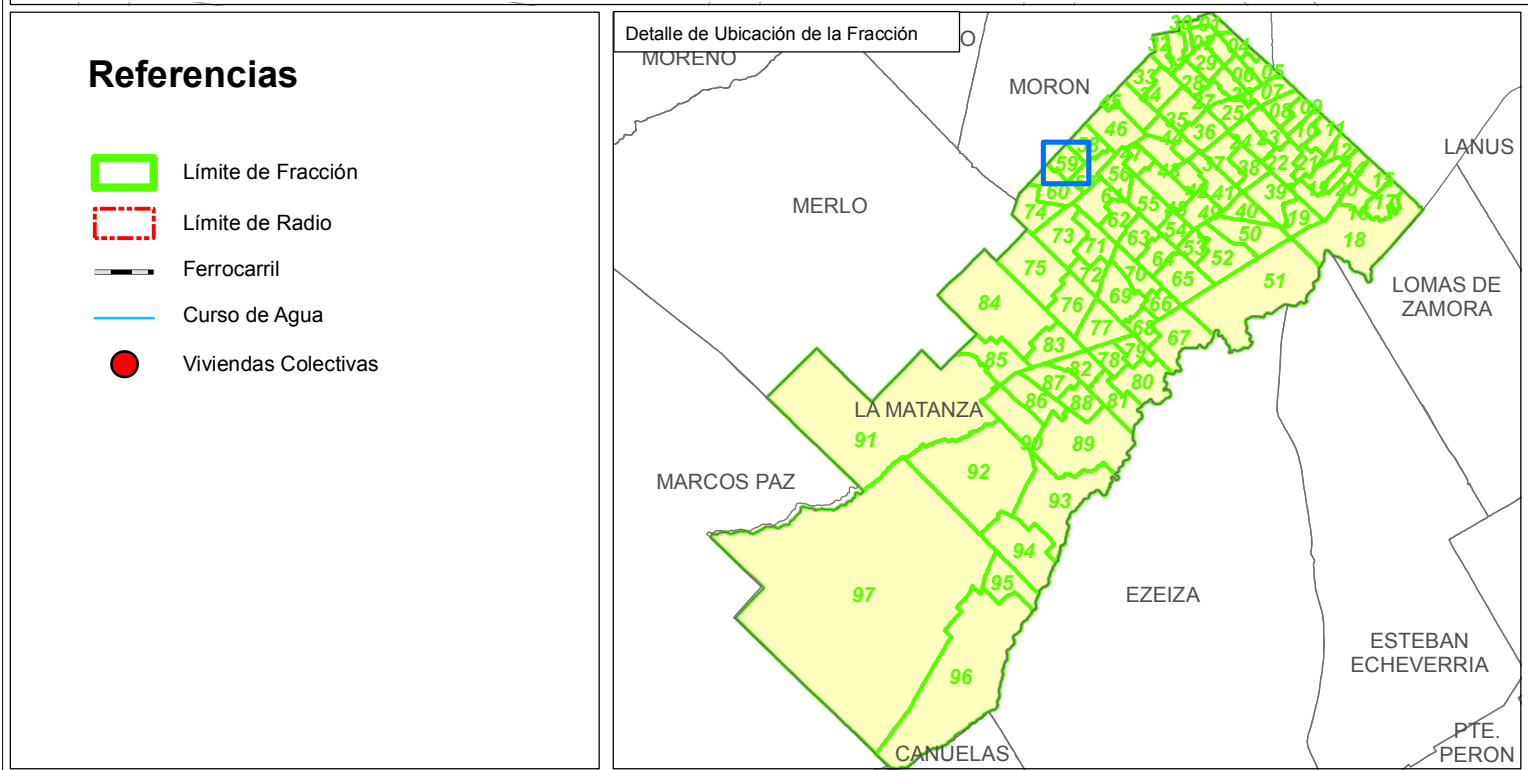 Referencias
Límite de Fracción
Límite de Radio
Ferrocarril
Curso de Agua
Viviendas Colectivas
Detalle de Ubicación de la Fracción
O
MORENO
MORON
LANUS
MERLO
LOMAS DE
ZAMORA
LA MATANZA
MARCOS PAZ
EZEIZA
ESTEBAN
ECHEVERRIA
PTE.
PERON
CANUELAS
30 01
32 02 04
29 05
33 28 06
34 07
45 27 25 08 09
46 35 36 10 11
44 24 23 12
59 47 37 38 22 21 14
56 48 39 15
60 41 20 17
74 62 55 49 40 19 16
73 71 63 54 53 50 18
75 72 70 64 52
84 76 69 65 51
77 66
83 68 67
85 82 78 79
87 80
86 88 81
91 90 89
92
93
94
97 95
96